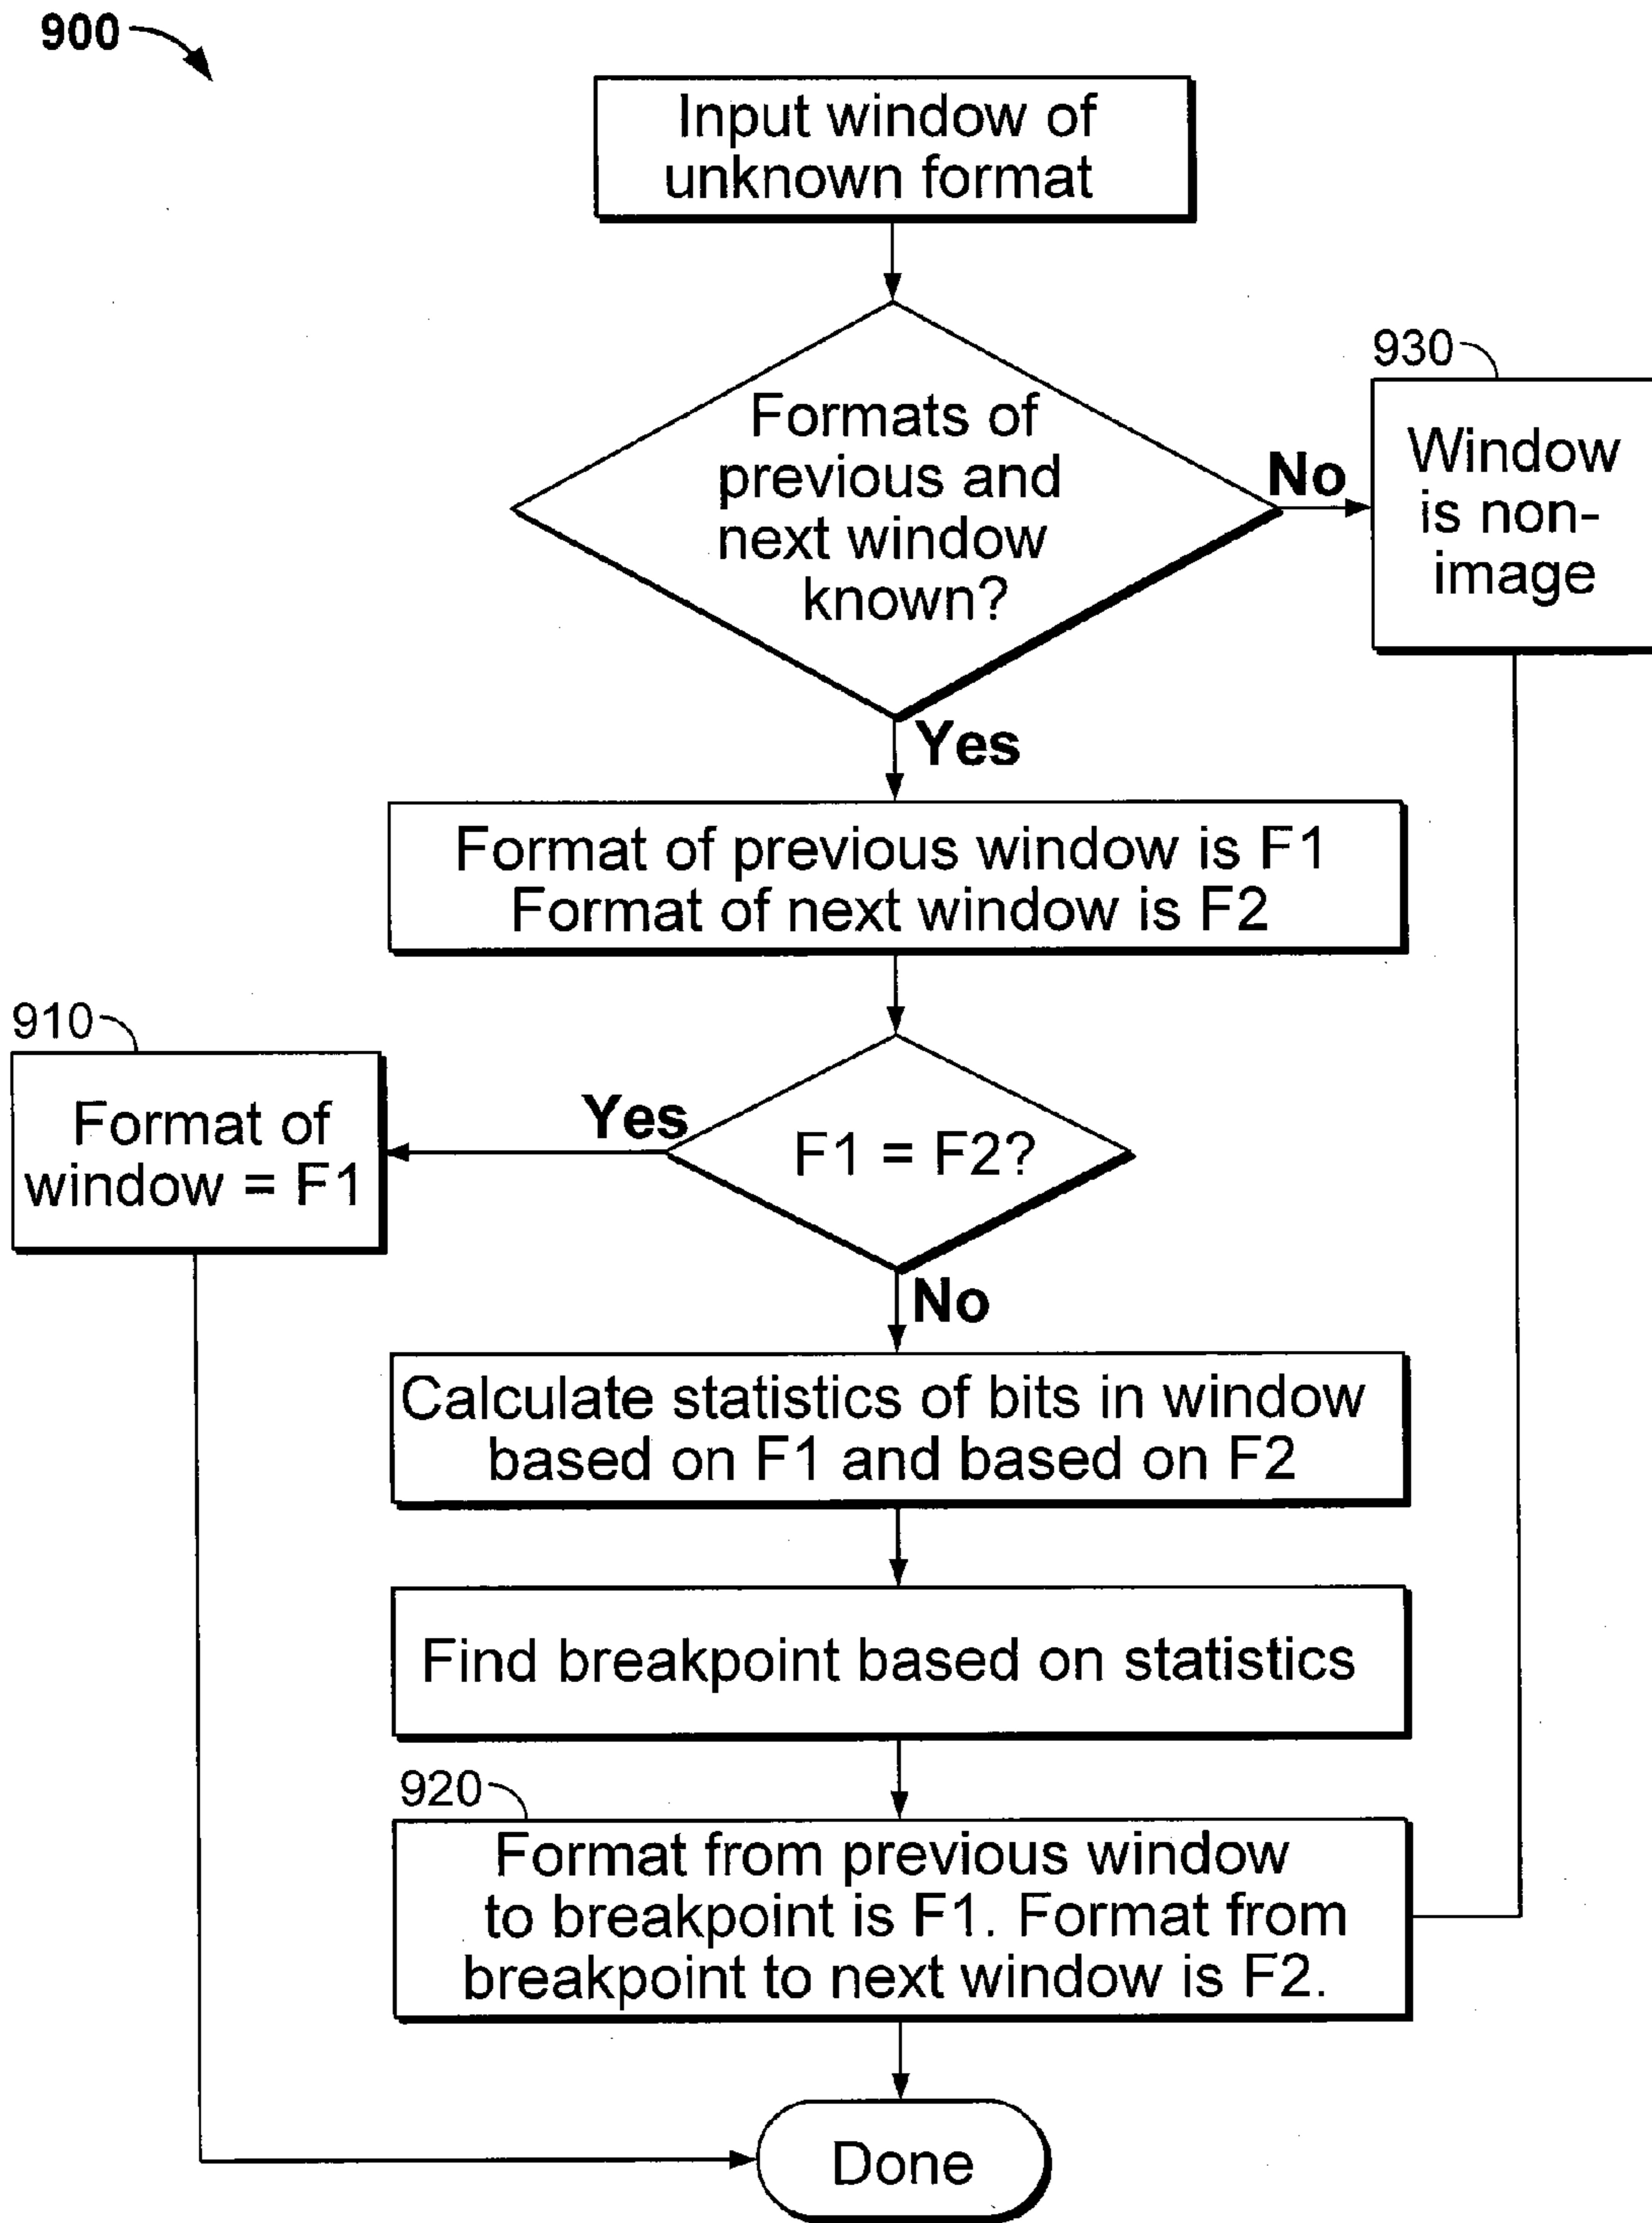 900
Input window of
unknown format
Formats of
previous and
next window
known?
No
930
Window
is non-
image
Yes
Format of previous window is F1
Format of next window is F2
910
Format of
window = F1
Yes
F1 = F2?
No
Calculate statistics of bits in window
based on F1 and based on F2
Find breakpoint based on statistics
920
Format from previous window
to breakpoint is F1. Format from
breakpoint to next window is F2.
Done